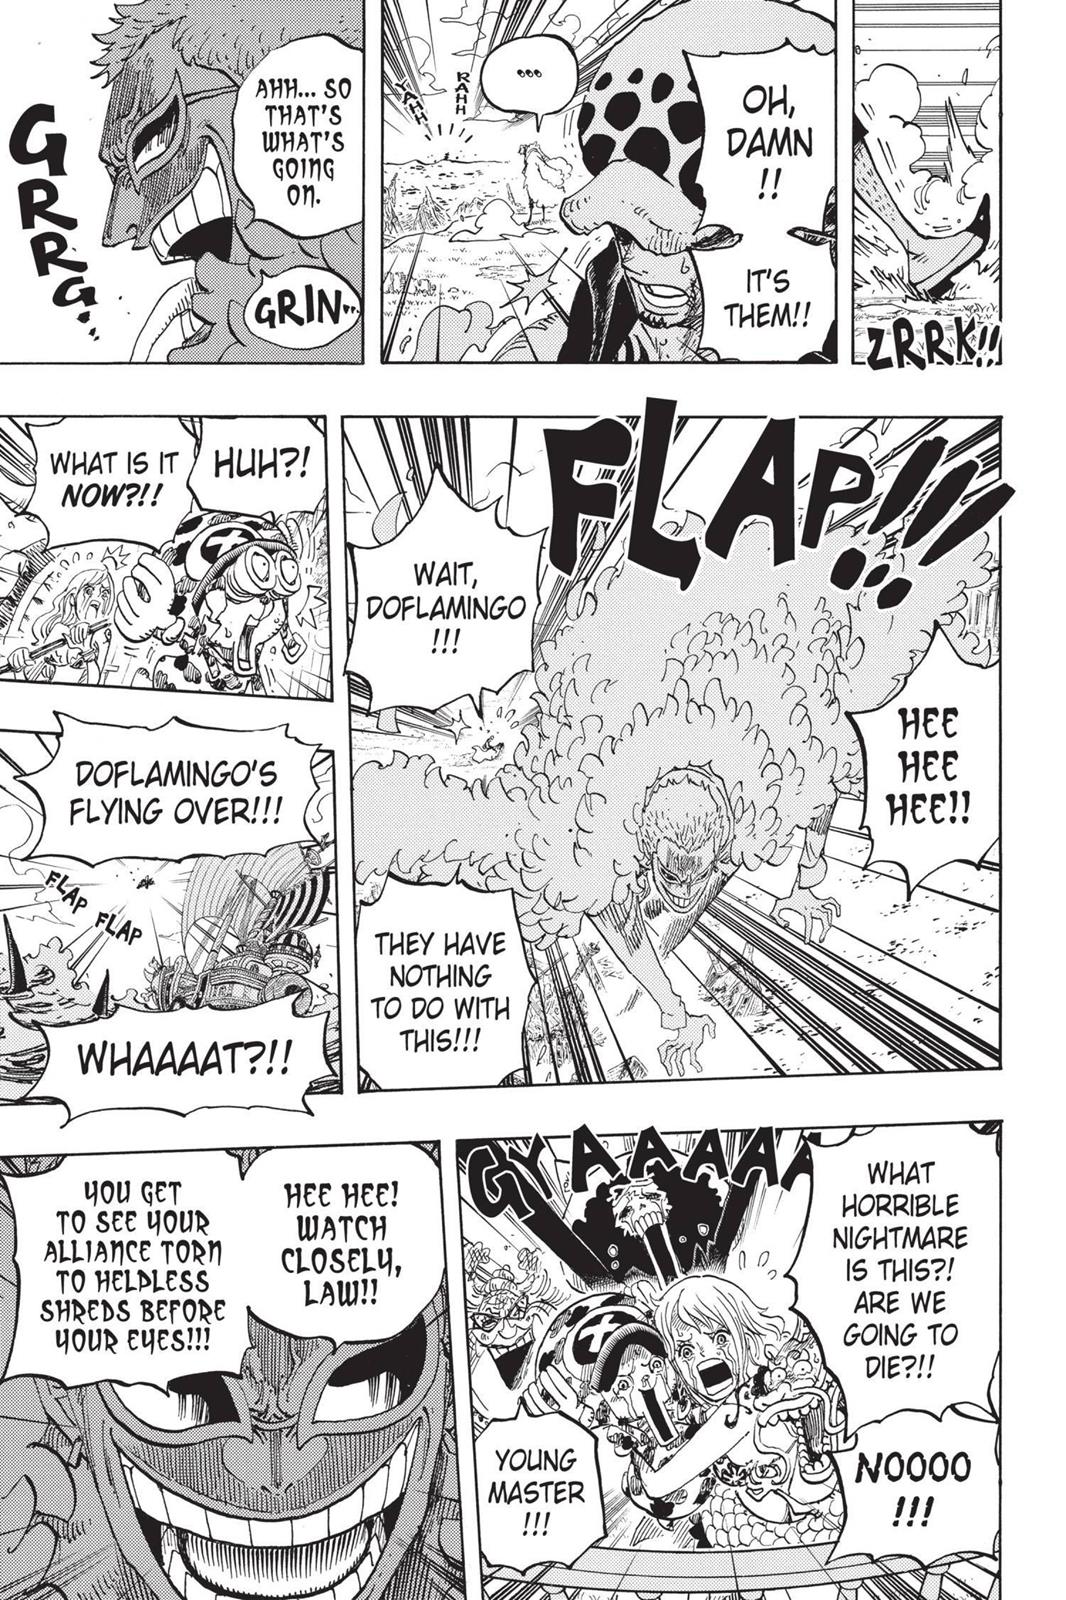 ZRRRK!!
OH,
DAMN
!!
IT'S
THEM!!
...
RAHH
YAHH
AHH... SO
THAT'S
WHAT'S
GOING
ON.
GRIN...
GRRG...
FLAP!!!...
WAIT,
DOFLAMINGO
!!!
HEE
HEE
HEE!!
THEY HAVE
NOTHING
TO DO WITH
THIS!!!
HUH?!
WHAT IS IT
NOW?!!
DOFLAMINGO'S
FLYING OVER!!!
FLAP
FLAP
WHAAAAT?!!
WHAT
HORRIBLE
NIGHTMARE
IS THIS?!
ARE WE
GOING TO
DIE?!!
GYAAAAAA
NOOOO
!!!
YOUNG
MASTER
!!!
HEE HEE!
WATCH
CLOSELY,
LAW!!
YOU GET
TO SEE YOUR
ALLIANCE TORN
TO HELPLESS
SHREDS BEFORE
YOUR EYES!!!